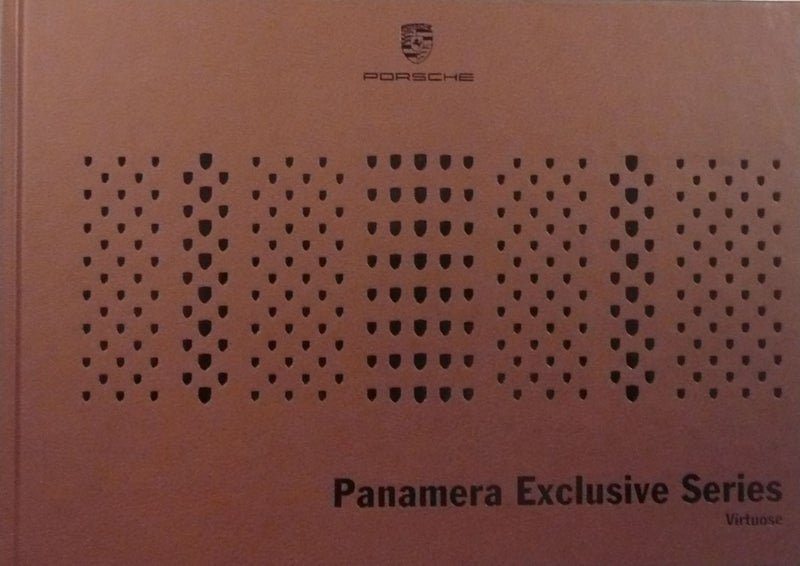 PORSCHE
Panamera Exclusive Series
Virtuose